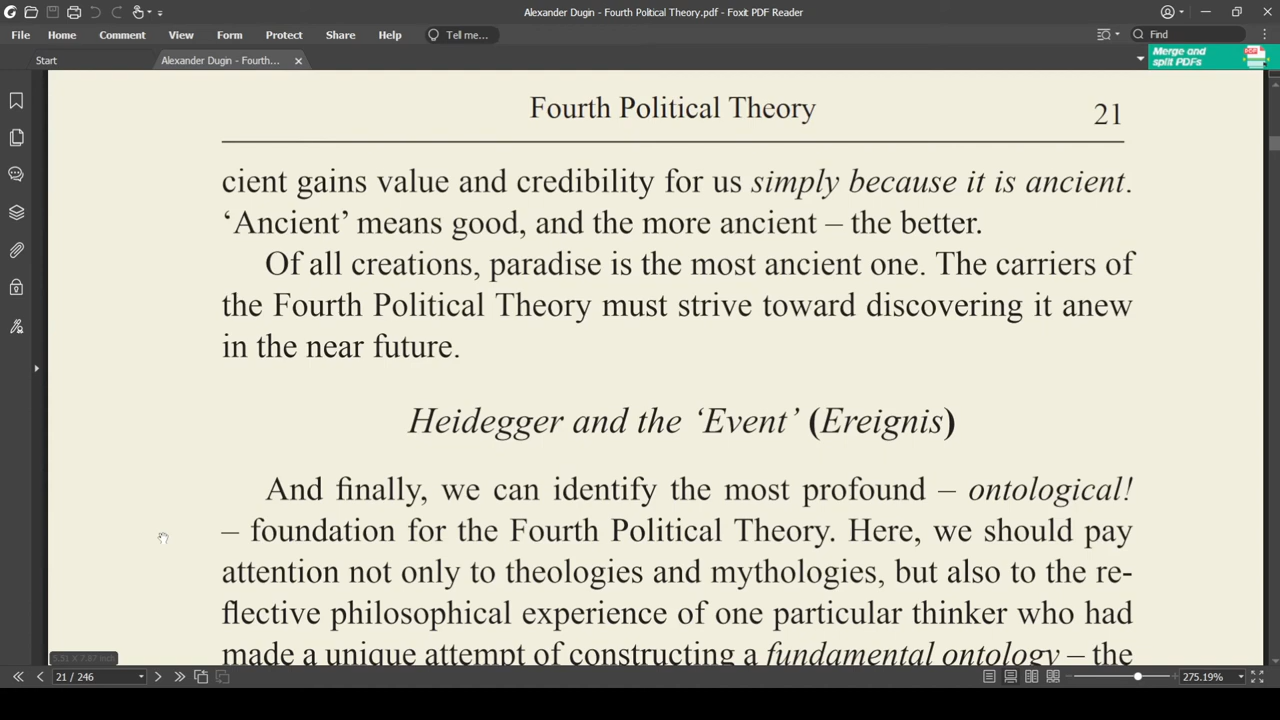 Alexander Dugin - Fourth Political Theory.pdf - Foxit PDF Reader
File Home Comment View Form Protect Share Help Tell me... Find
Start Alexander Dugin - Fourth... Merge and
split PDFs
Fourth Political Theory 21
cient gains value and credibility for us simply because it is ancient.
‘Ancient’ means good, and the more ancient – the better.
Of all creations, paradise is the most ancient one. The carriers of
the Fourth Political Theory must strive toward discovering it anew
in the near future.
Heidegger and the ‘Event’ (Ereignis)
And finally, we can identify the most profound – ontological!
– foundation for the Fourth Political Theory. Here, we should pay
attention not only to theologies and mythologies, but also to the re-
flective philosophical experience of one particular thinker who had
made a unique attempt of constructing a fundamental ontology – the
5.51 X 7.87 inch
21 / 246 275.19%